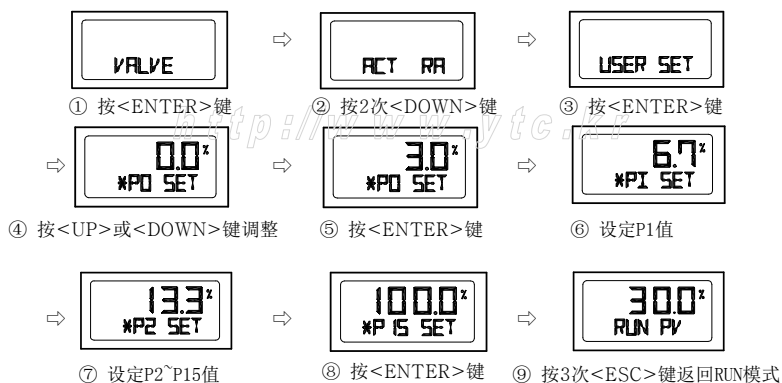 VALVE
ACT RA
USER SET
① 按<ENTER>键
② 按2次<DOWN>键
③ 按<ENTER>键
http://www.ytc.kr
0.0%
*P0 SET
3.0%
*P0 SET
6.7%
*P1 SET
④ 按<UP>或<DOWN>键调整
⑤ 按<ENTER>键
⑥ 设定P1值
13.3%
*P2 SET
100.0%
*P15 SET
30.0%
RUN PV
⑦ 设定P2~P15值
⑧ 按<ENTER>键
⑨ 按3次<ESC>键返回RUN模式